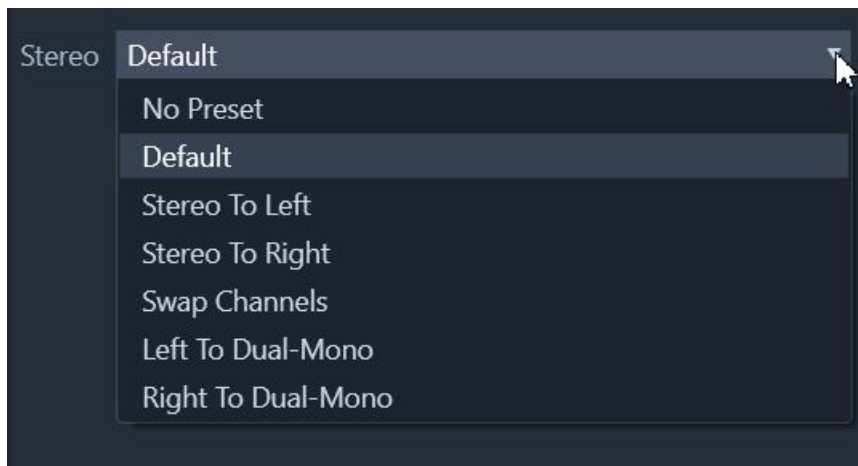 Stereo Default
No Preset
Default
Stereo To Left
Stereo To Right
Swap Channels
Left To Dual-Mono
Right To Dual-Mono